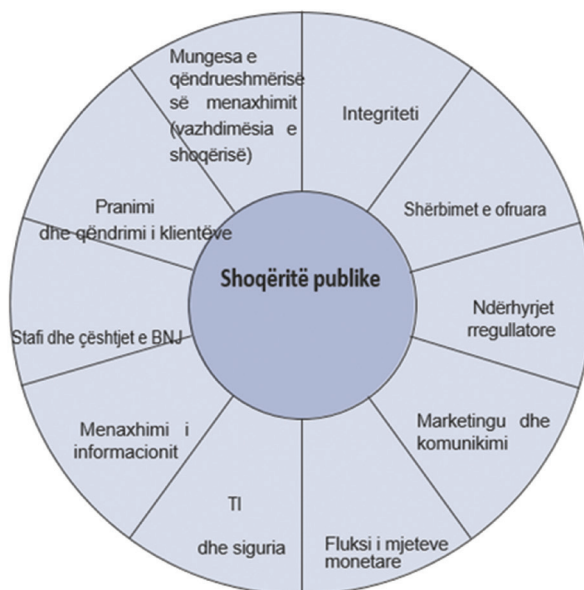 Mungesa e
qëndrueshmërisë
së menaxhimit
(vazhdimësia e
shoqërisë)
Integriteti
Shërbimet e ofruara
Ndërhyrjet
rregullatore
Marketingu dhe
komunikimi
Fluksi i mjeteve
monetare
TI
dhe siguria
Menaxhimi i
informacionit
Stafi dhe çështjet e BNJ
Pranimi
dhe qëndrimi i klientëve
Shoqëritë publike